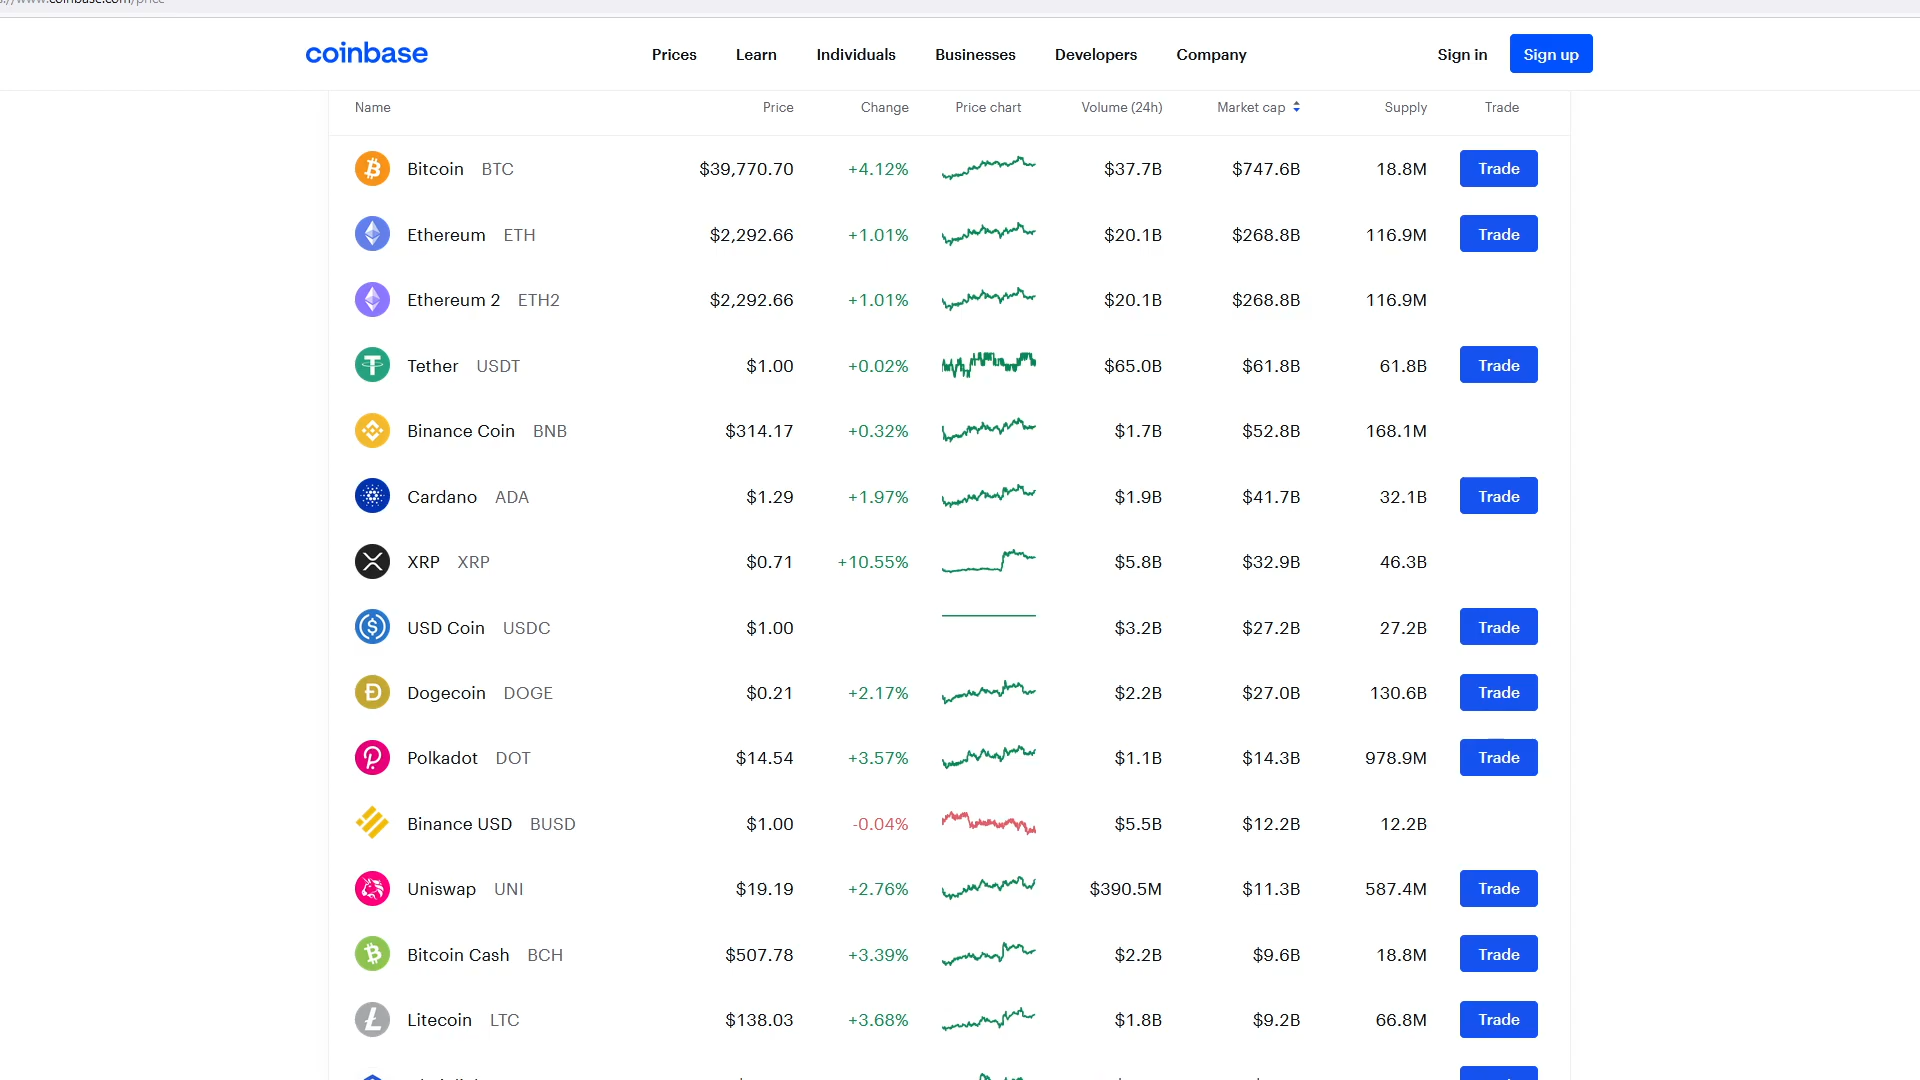 coinbase
Prices Learn Individuals Businesses Developers Company Sign in Sign up
Name Price Change Price chart Volume (24h) Market cap Supply Trade
Bitcoin BTC $39,770.70 +4.12% $37.7B $747.6B 18.8M Trade
Ethereum ETH $2,292.66 +1.01% $20.1B $268.8B 116.9M Trade
Ethereum 2 ETH2 $2,292.66 +1.01% $20.1B $268.8B 116.9M
Tether USDT $1.00 +0.02% $65.0B $61.8B 61.8B Trade
Binance Coin BNB $314.17 +0.32% $1.7B $52.8B 168.1M
Cardano ADA $1.29 +1.97% $1.9B $41.7B 32.1B Trade
XRP XRP $0.71 +10.55% $5.8B $32.9B 46.3B
USD Coin USDC $1.00 $3.2B $27.2B 27.2B Trade
Dogecoin DOGE $0.21 +2.17% $2.2B $27.0B 130.6B Trade
Polkadot DOT $14.54 +3.57% $1.1B $14.3B 978.9M Trade
Binance USD BUSD $1.00 -0.04% $5.5B $12.2B 12.2B
Uniswap UNI $19.19 +2.76% $390.5M $11.3B 587.4M Trade
Bitcoin Cash BCH $507.78 +3.39% $2.2B $9.6B 18.8M Trade
Litecoin LTC $138.03 +3.68% $1.8B $9.2B 66.8M Trade